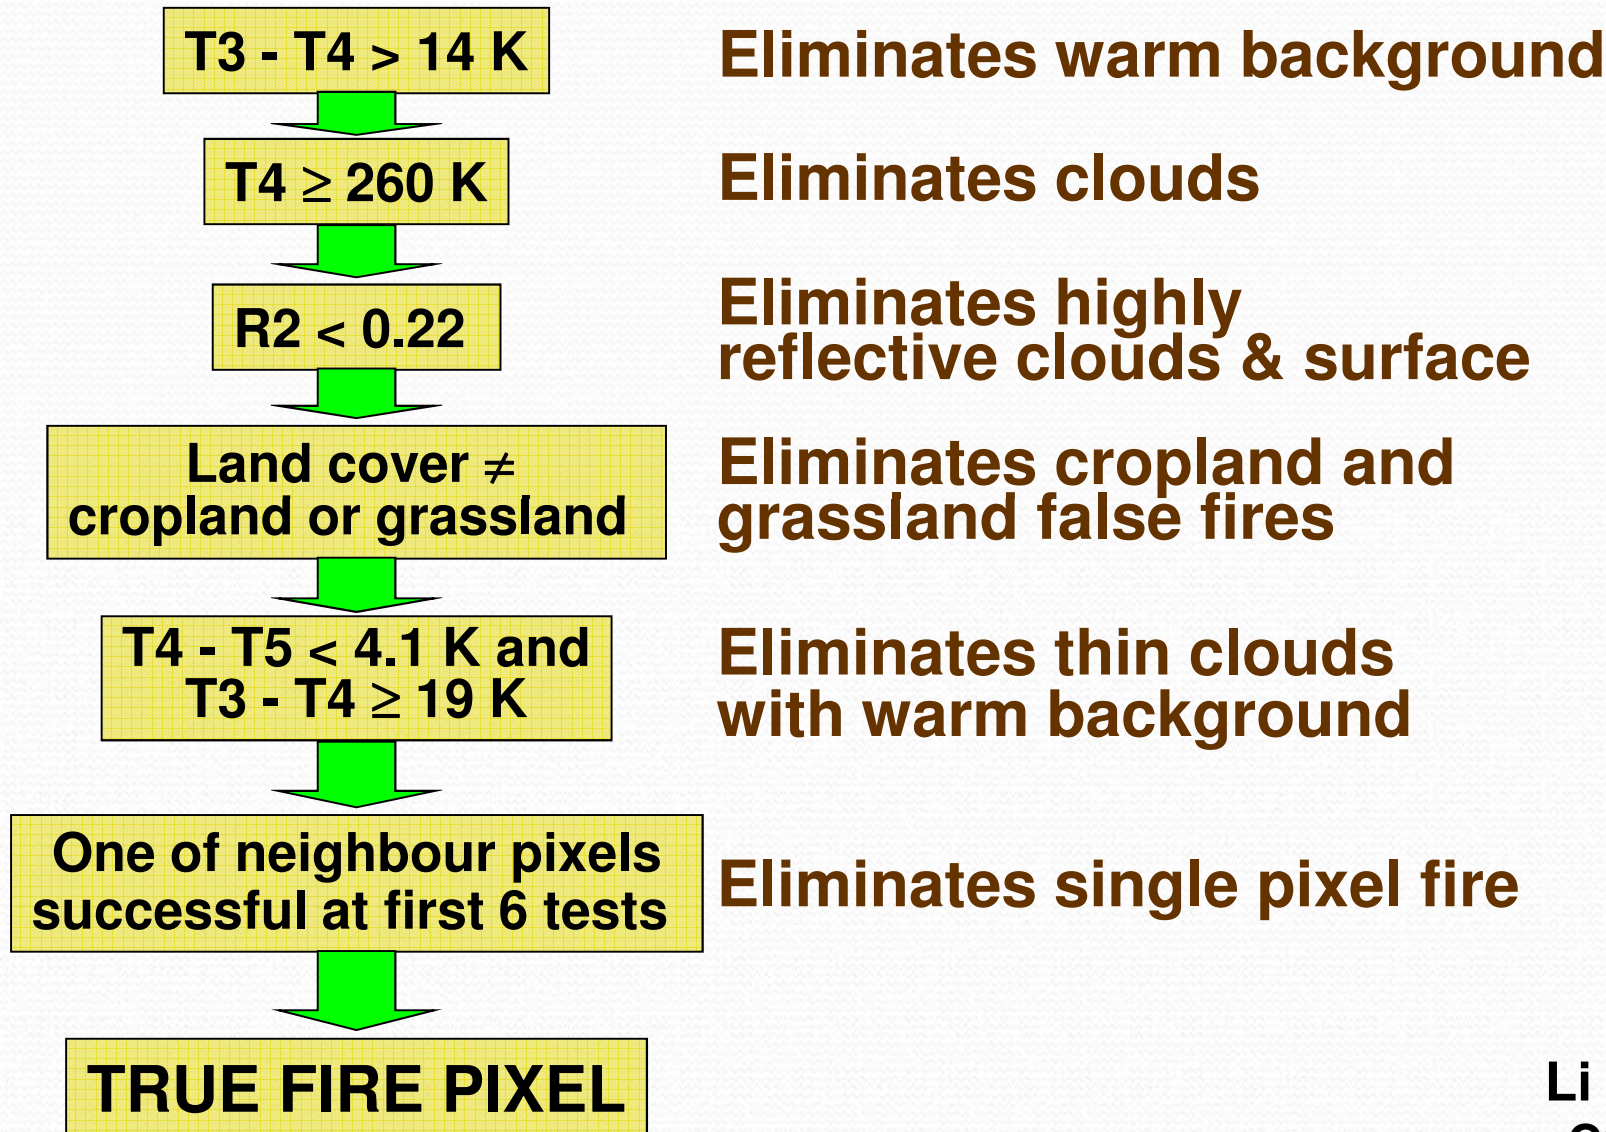 T3 - T4 > 14 K
Eliminates warm background
T4 ≥ 260 K
Eliminates clouds
R2 < 0.22
Eliminates highly
reflective clouds & surface
Land cover ≠
cropland or grassland
Eliminates cropland and
grassland false fires
T4 - T5 < 4.1 K and
T3 - T4 ≥ 19 K
Eliminates thin clouds
with warm background
One of neighbour pixels
successful at first 6 tests
Eliminates single pixel fire
TRUE FIRE PIXEL
Li